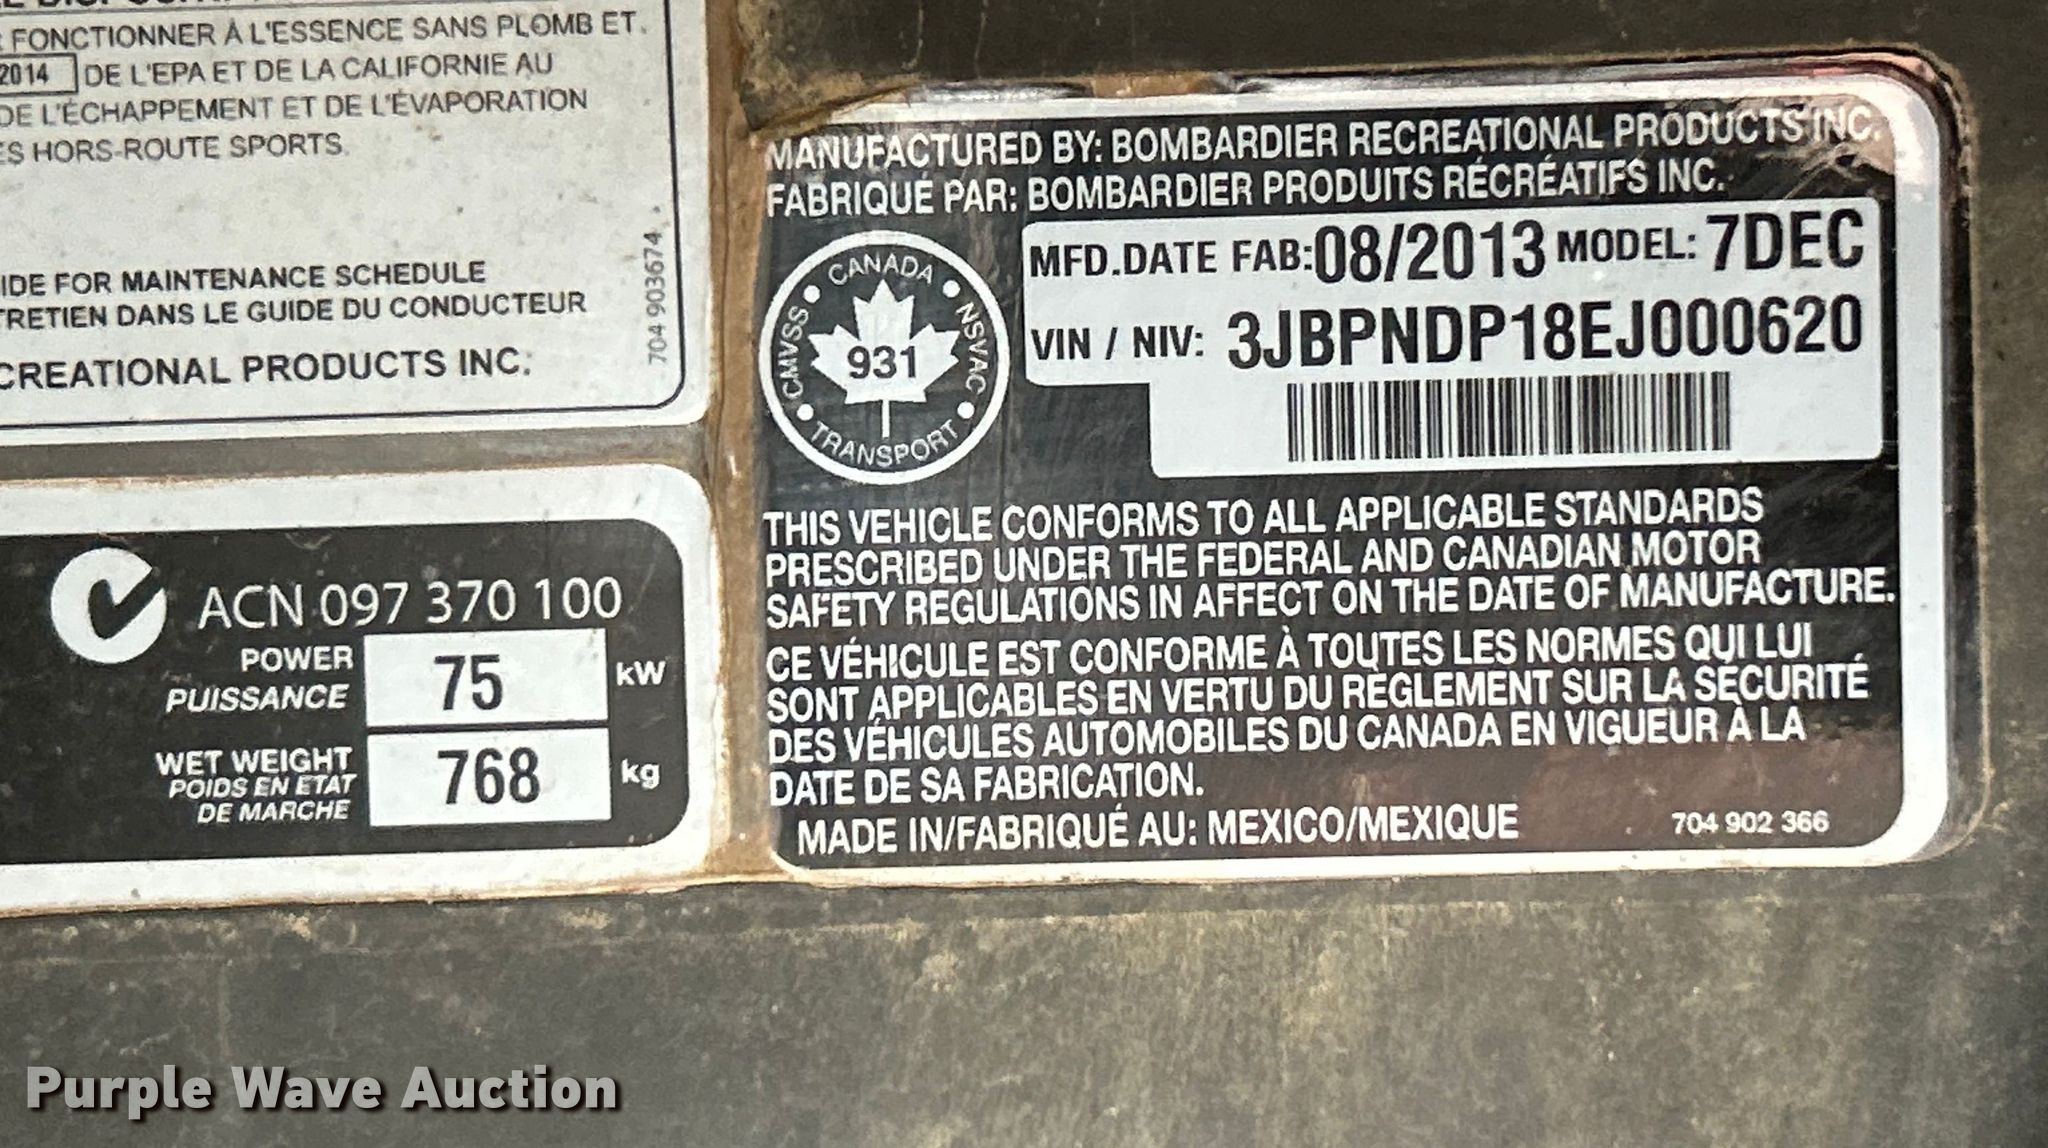 FONCTIONNER À L'ESSENCE SANS PLOMB ET.
2014 DE L'EPA ET DE LA CALIFORNIE AU
DE L'ÉCHAPPEMENT ET DE L'ÉVAPORATION
HORS-ROUTE SPORTS.
FOR MAINTENANCE SCHEDULE
DANS LE GUIDE DU CONDUCTEUR
PRODUCTS INC.
704 903674
ACN 097 370 100
POWER
PUISSANCE
75 kW
WET WEIGHT
POIDS EN ETAT
DE MARCHE
768 kg
MANUFACTURED BY: BOMBARDIER RECREATIONAL PRODUCTS INC.
FABRIQUÉ PAR: BOMBARDIER PRODUITS RÉCRÉATIFS INC.
CANADA
CMVSS NSVAC
931
TRANSPORT
MFD.DATE FAB:08/2013 MODEL: 7DEC
VIN / NIV: 3JBPNDP18EJ000620
THIS VEHICLE CONFORMS TO ALL APPLICABLE STANDARDS
PRESCRIBED UNDER THE FEDERAL AND CANADIAN MOTOR
SAFETY REGULATIONS IN AFFECT ON THE DATE OF MANUFACTURE.
CE VÉHICULE EST CONFORME À TOUTES LES NORMES QUI LUI
SONT APPLICABLES EN VERTU DU RÈGLEMENT SUR LA SÉCURITÉ
DES VÉHICULES AUTOMOBILES DU CANADA EN VIGUEUR À LA
DATE DE SA FABRICATION.
MADE IN/FABRIQUÉ AU: MEXICO/MEXIQUE
704 902 366
Purple Wave Auction